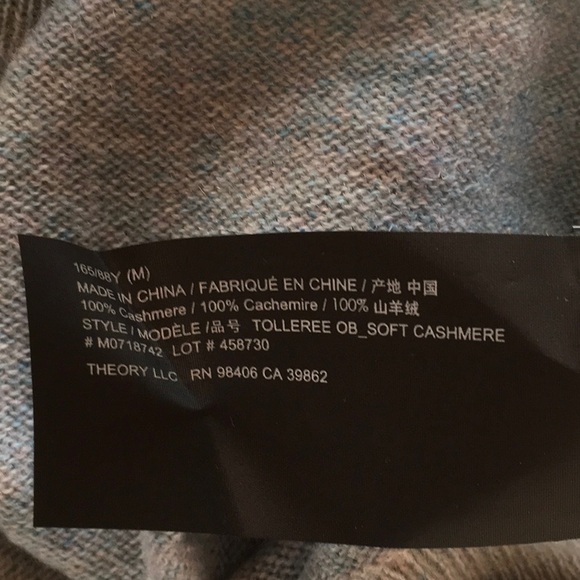 165/88Y (M)
MADE IN CHINA / FABRIQUÉ EN CHINE / 产地 中国
100% Cashmere / 100% Cachemire / 100% 山羊绒
STYLE / MODÈLE /品号 TOLLEREE OB_SOFT CASHMERE
# M0718742 LOT # 458730
THEORY LLC RN 98406 CA 39862